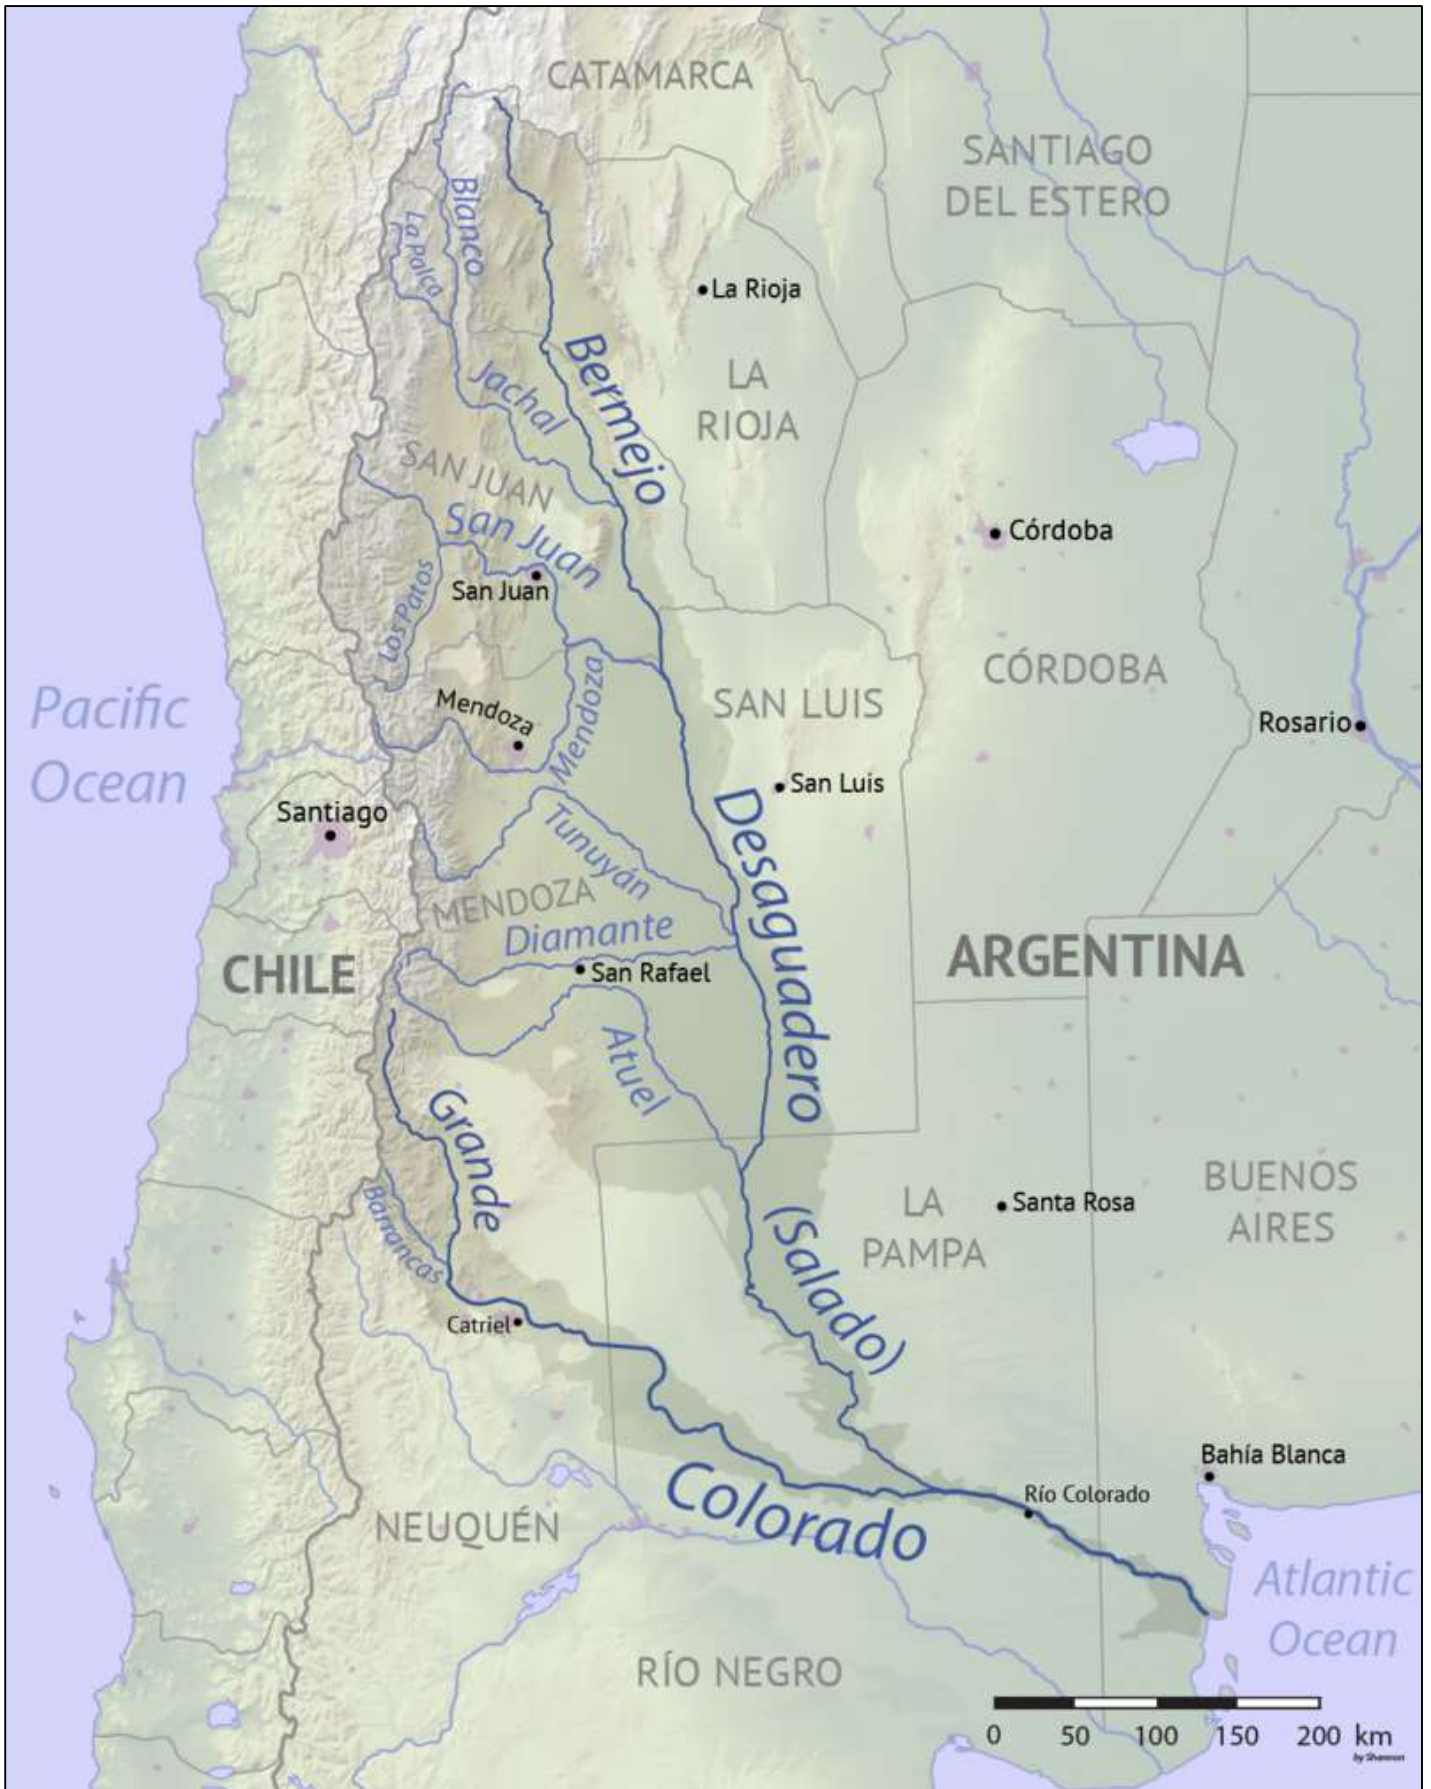 CATAMARCA
SANTIAGO
DEL ESTERO
Blanco
La Palca
La Rioja
Bermejo
LA
RIOJA
Jachal
SAN JUAN
San Juan
Córdoba
San Juan
Los Patos
CÓRDOBA
Pacific
Ocean
Mendoza
Mendoza
SAN LUIS
Rosario
San Luis
Santiago
Desaguadero
Tunuyán
MENDOZA
Diamante
CHILE
San Rafael
ARGENTINA
Atuel
Grande
BUENOS
AIRES
LA
PAMPA
Santa Rosa
Barrancas
(Salado)
Catriel
Bahía Blanca
Río Colorado
Colorado
NEUQUÉN
Atlantic
Ocean
RÍO NEGRO
0 50 100 150 200 km
by Shannon